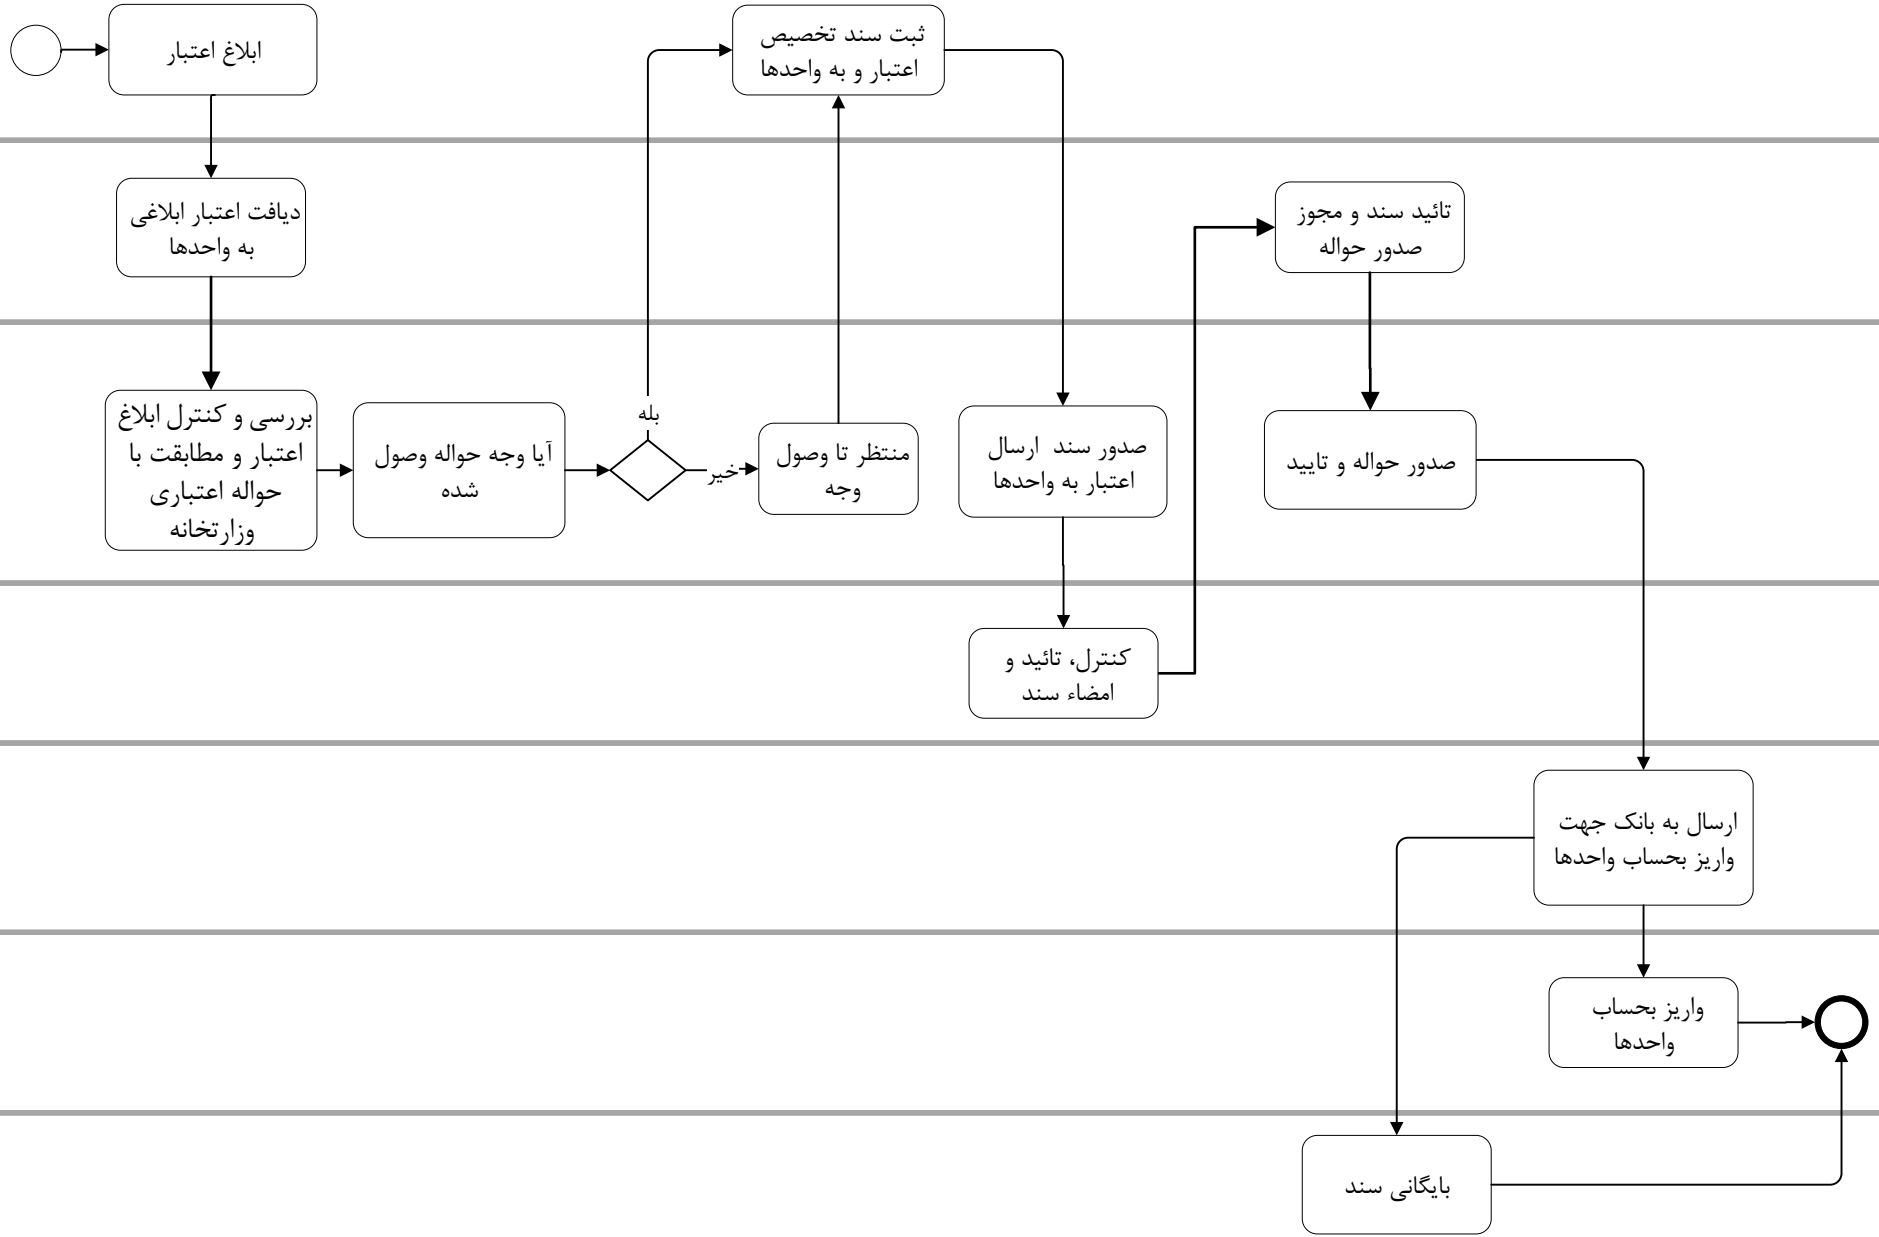 ابلاغ اعتبار
ثبت سند تخصیص
اعتبار و به واحدها
دیافت اعتبار ابلاغی
به واحدها
تائید سند و مجوز
صدور حواله
بررسی و کنترل ابلاغ
اعتبار و مطابقت با
حواله اعتباری
وزارتخانه
آیا وجه حواله وصول
شده
بله
خیر
منتظر تا وصول
وجه
صدور سند ارسال
اعتبار به واحدها
صدور حواله و تایید
کنترل، تائید و
امضاء سند
ارسال به بانک جهت
واریز بحساب واحدها
واریز بحساب
واحدها
بایگانی سند